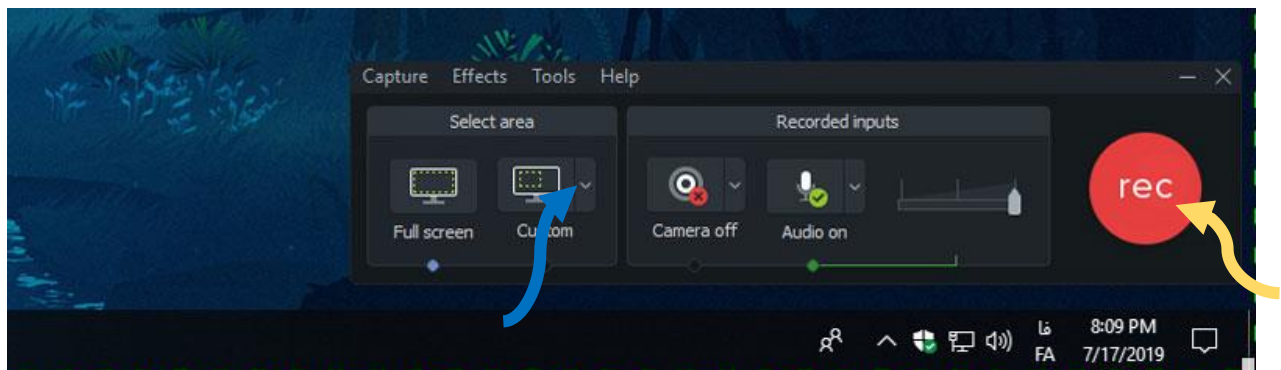 Capture Effects Tools Help
Select area
Recorded inputs
rec
Full screen
Custom
Camera off
Audio on
فا
FA
8:09 PM
7/17/2019